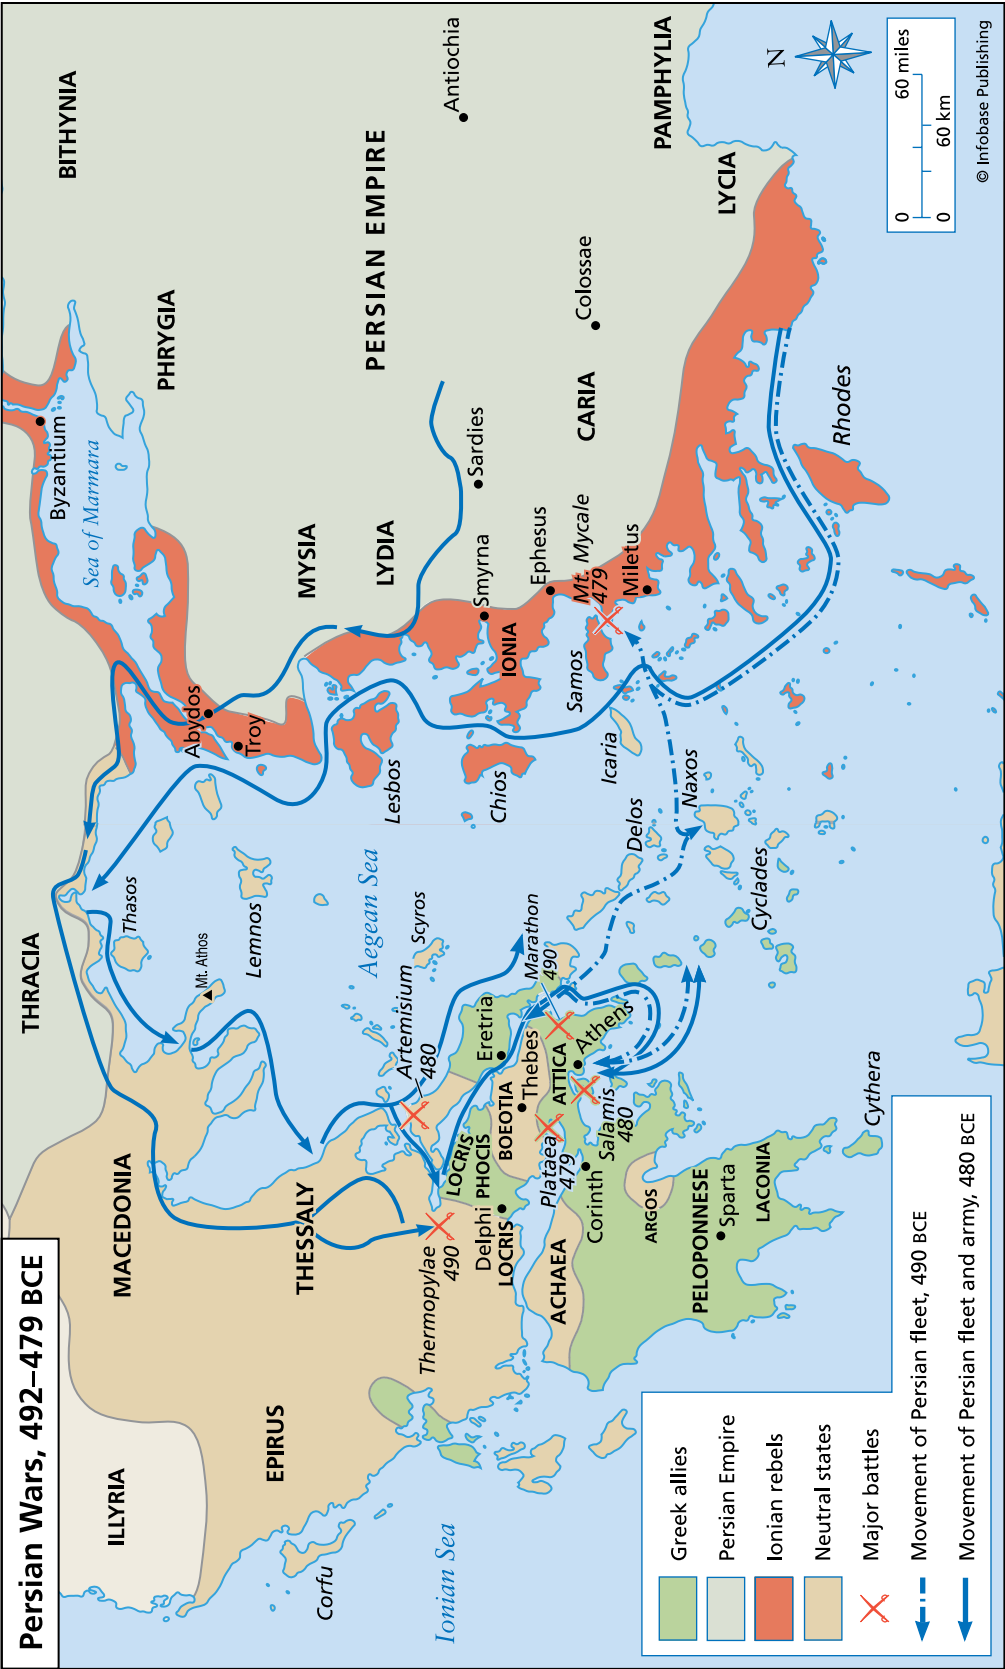 Persian Wars, 492–479 BCE
ILLYRIA
EPIRUS
Corfu
Ionian Sea
MACEDONIA
THESSALY
THRACIA
Thasos
Mt. Athos
Lemnos
Aegean Sea
Scyros
Artemisium
480
Thermopylae
490
LOCRIS
PHOCIS
Delphi
LOCRIS
BOEOTIA
Thebes
Eretria
Marathon
490
ATTICA
Athens
Plataea
479
Salamis
480
Corinth
ACHAEA
ARGOS
PELOPONNESE
Sparta
LACONIA
Cythera
BITHYNIA
PHRYGIA
Byzantium
Sea of Marmara
Abydos
Troy
MYSIA
LYDIA
PERSIAN EMPIRE
Antiochia
Sardies
Smyrna
IONIA
Ephesus
Mt. Mycale
479
Miletus
Samos
Lesbos
Chios
Icaria
Delos
Naxos
Cyclades
CARIA
Colossae
LYCIA
PAMPHYLIA
Rhodes
N
0
60 miles
0
60 km
© Infobase Publishing
Greek allies
Persian Empire
Ionian rebels
Neutral states
Major battles
Movement of Persian fleet, 490 BCE
Movement of Persian fleet and army, 480 BCE